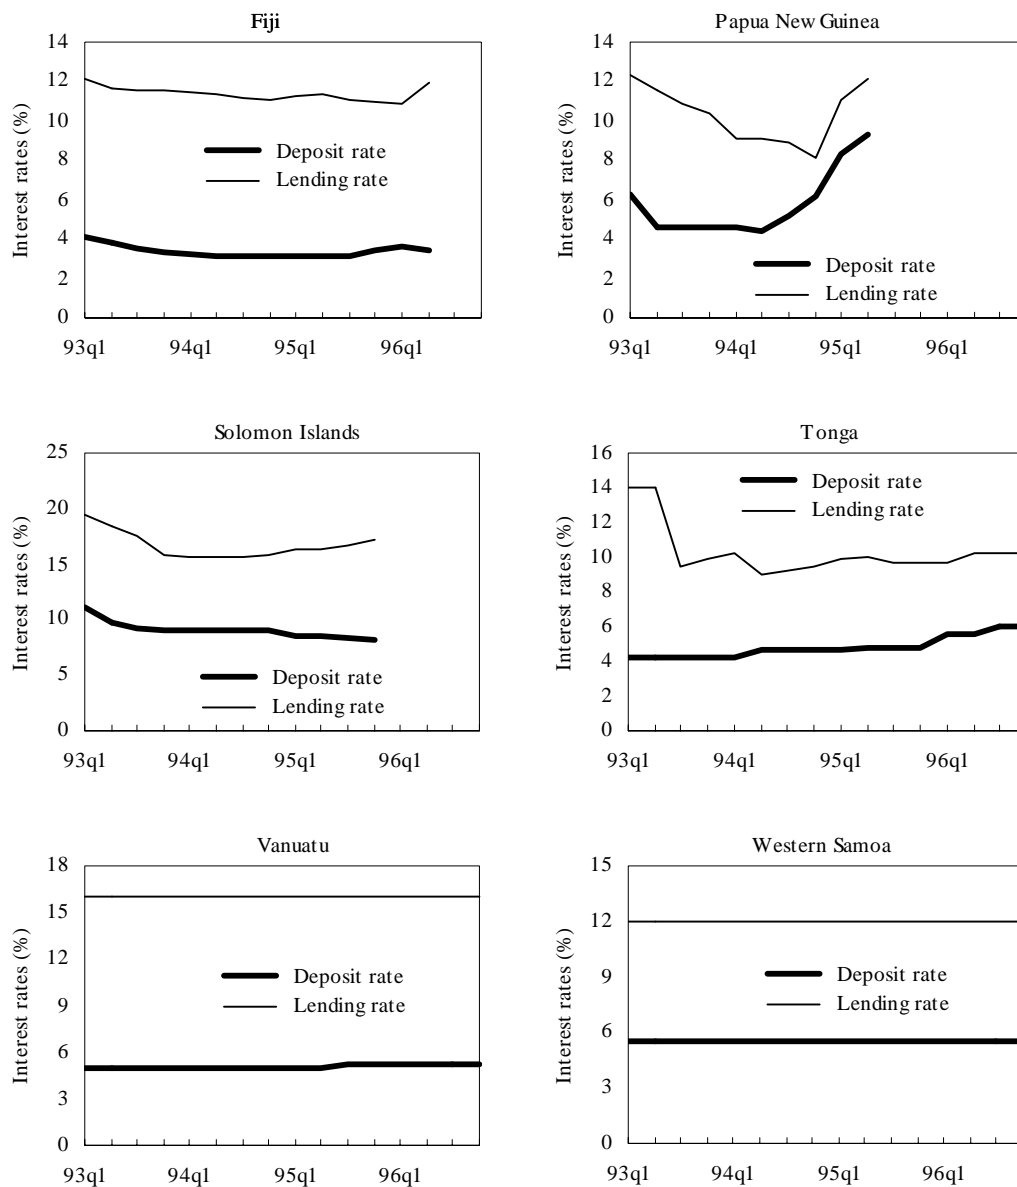 Fiji
14
12
10
8
6
4
2
0
Interest rates (%)
Deposit rate
Lending rate
93q1 94q1 95q1 96q1
Papua New Guinea
14
12
10
8
6
4
2
0
Interest rates (%)
Deposit rate
Lending rate
93q1 94q1 95q1 96q1
Solomon Islands
25
20
15
10
5
0
Interest rates (%)
Deposit rate
Lending rate
93q1 94q1 95q1 96q1
Tonga
16
14
12
10
8
6
4
2
0
Interest rates (%)
Deposit rate
Lending rate
93q1 94q1 95q1 96q1
Vanuatu
18
15
12
9
6
3
0
Interest rates (%)
Deposit rate
Lending rate
93q1 94q1 95q1 96q1
Western Samoa
15
12
9
6
3
0
Interest rates (%)
Deposit rate
Lending rate
93q1 94q1 95q1 96q1